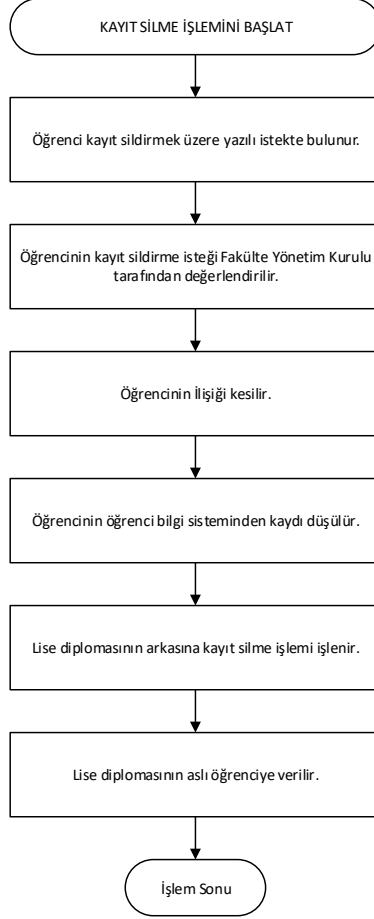 KAYIT SİLME İŞLEMİNİ BAŞLAT
Öğrenci kayıt sildirmek üzere yazılı istekte bulunur.
Öğrencinin kayıt sildirme isteği Fakülte Yönetim Kurulu
tarafından değerlendirilir.
Öğrencinin İlişiği kesilir.
Öğrencinin öğrenci bilgi sisteminden kaydı düşülür.
Lise diplomasının arkasına kayıt silme işlemi işlenir.
Lise diplomasının aslı öğrenciye verilir.
İşlem Sonu